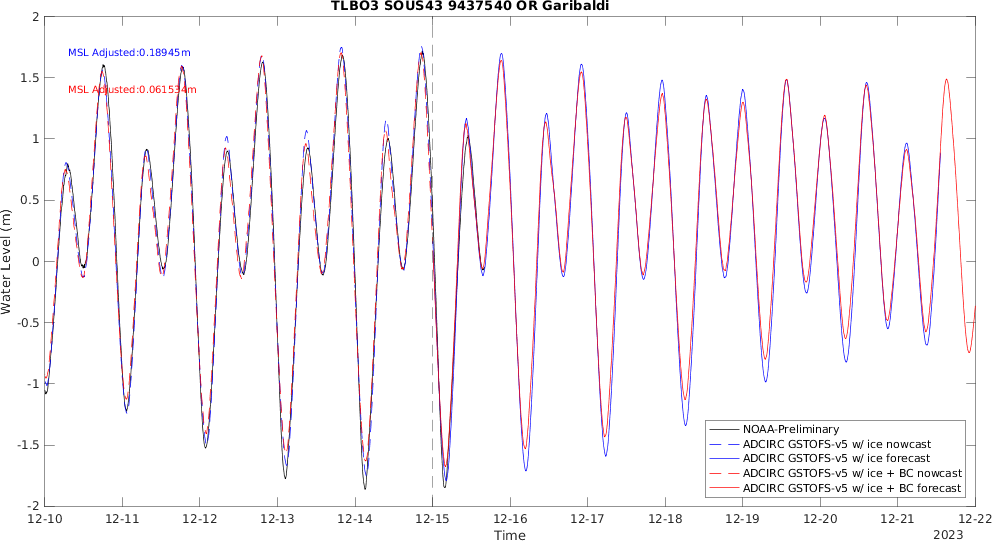 TLBO3 SOUS43 9437540 OR Garibaldi
MSL Adjusted:0.18945m
MSL Adjusted:0.061534m
Water Level (m)
2
1.5
1
0.5
0
-0.5
-1
-1.5
-2
NOAA-Preliminary
ADCIRC GSTOFS-v5 w/ ice nowcast
ADCIRC GSTOFS-v5 w/ ice forecast
ADCIRC GSTOFS-v5 w/ice + BC nowcast
ADCIRC GSTOFS-v5 w/ice + BC forecast
12-10 12-11 12-12 12-13 12-14 12-15 12-16 12-17 12-18 12-19 12-20 12-21 12-22
Time
2023